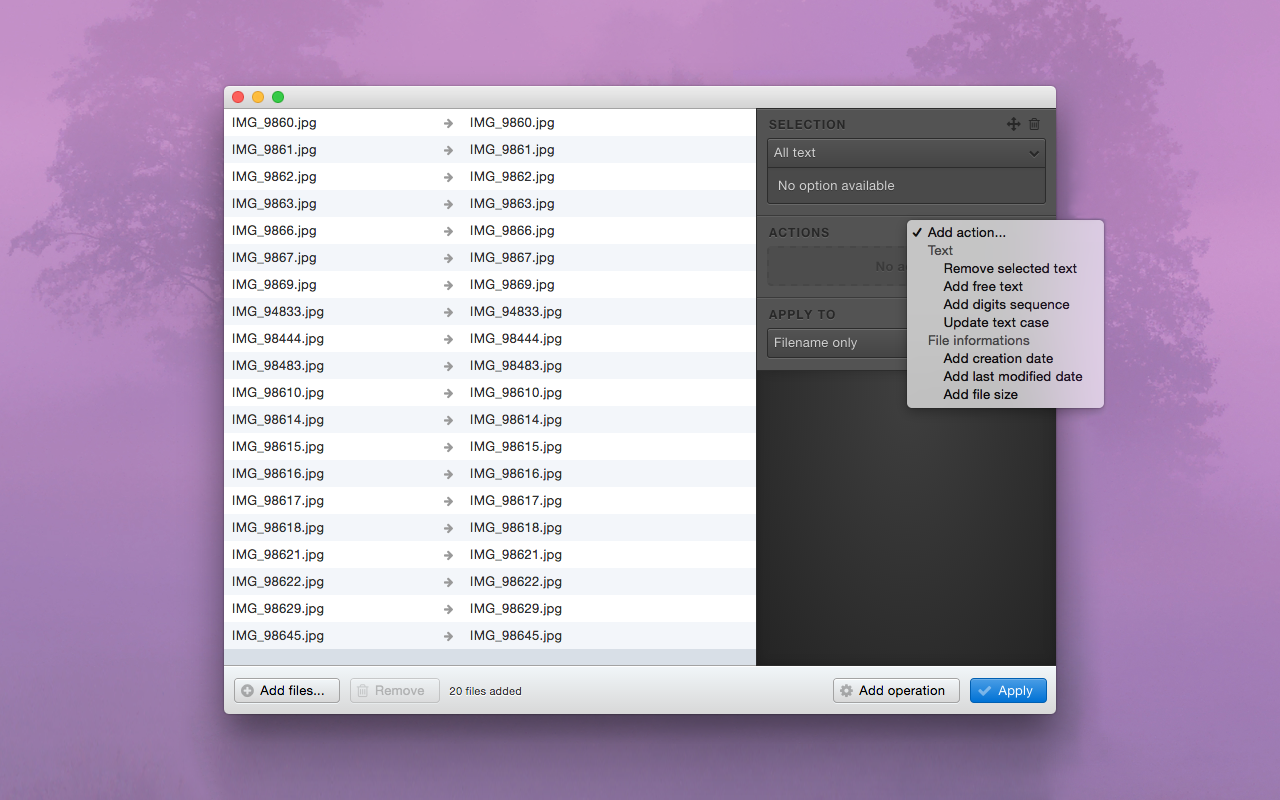 IMG_9860.jpg IMG_9860.jpg
IMG_9861.jpg IMG_9861.jpg
IMG_9862.jpg IMG_9862.jpg
IMG_9863.jpg IMG_9863.jpg
IMG_9866.jpg IMG_9866.jpg
IMG_9867.jpg IMG_9867.jpg
IMG_9869.jpg IMG_9869.jpg
IMG_94833.jpg IMG_94833.jpg
IMG_98444.jpg IMG_98444.jpg
IMG_98483.jpg IMG_98483.jpg
IMG_98610.jpg IMG_98610.jpg
IMG_98614.jpg IMG_98614.jpg
IMG_98615.jpg IMG_98615.jpg
IMG_98616.jpg IMG_98616.jpg
IMG_98617.jpg IMG_98617.jpg
IMG_98618.jpg IMG_98618.jpg
IMG_98621.jpg IMG_98621.jpg
IMG_98622.jpg IMG_98622.jpg
IMG_98629.jpg IMG_98629.jpg
IMG_98645.jpg IMG_98645.jpg
SELECTION
All text
No option available
ACTIONS
No
APPLY TO
Filename only
Add action...
Text
Remove selected text
Add free text
Add digits sequence
Update text case
File informations
Add creation date
Add last modified date
Add file size
Add files... Remove 20 files added Add operation Apply